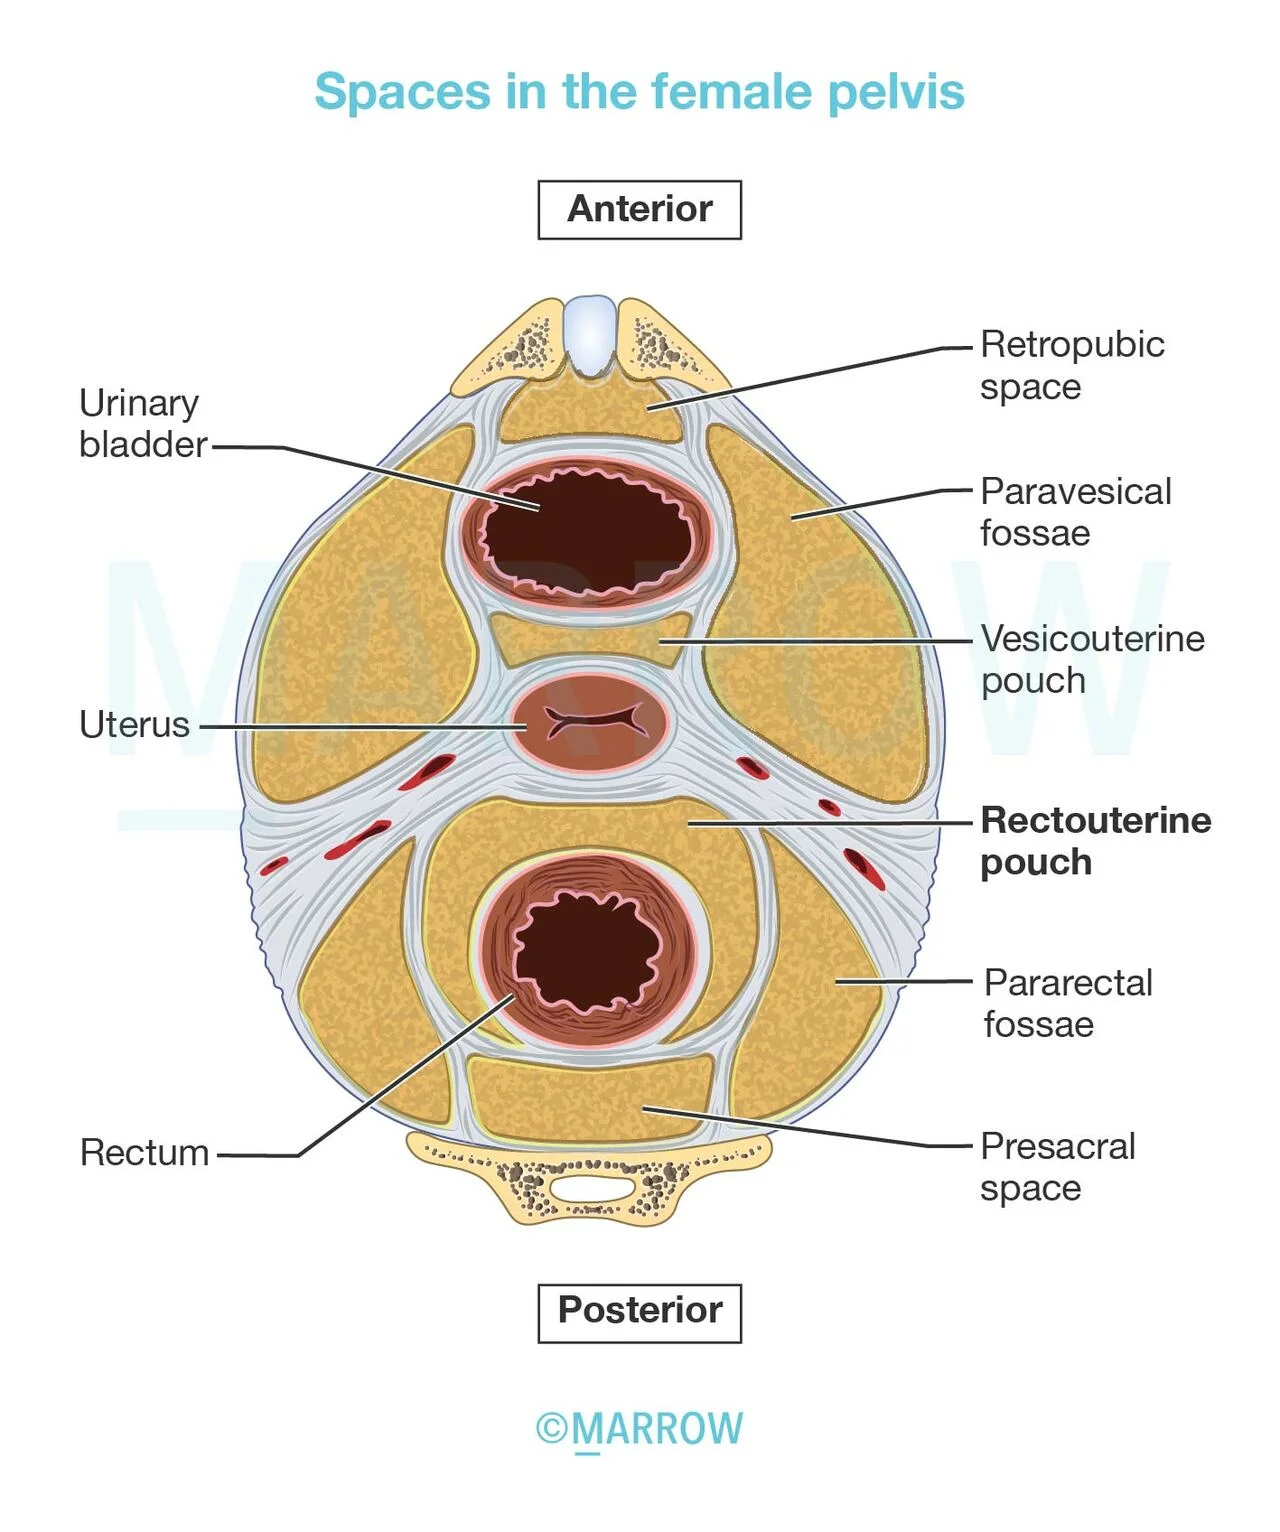 Spaces in the female pelvis
Anterior
Retropubic
space
Urinary
bladder
Paravesical
fossae
Vesicouterine
pouch
Uterus
Rectouterine
pouch
Pararectal
fossae
Rectum
Presacral
space
Posterior
©MARROW
MARROW